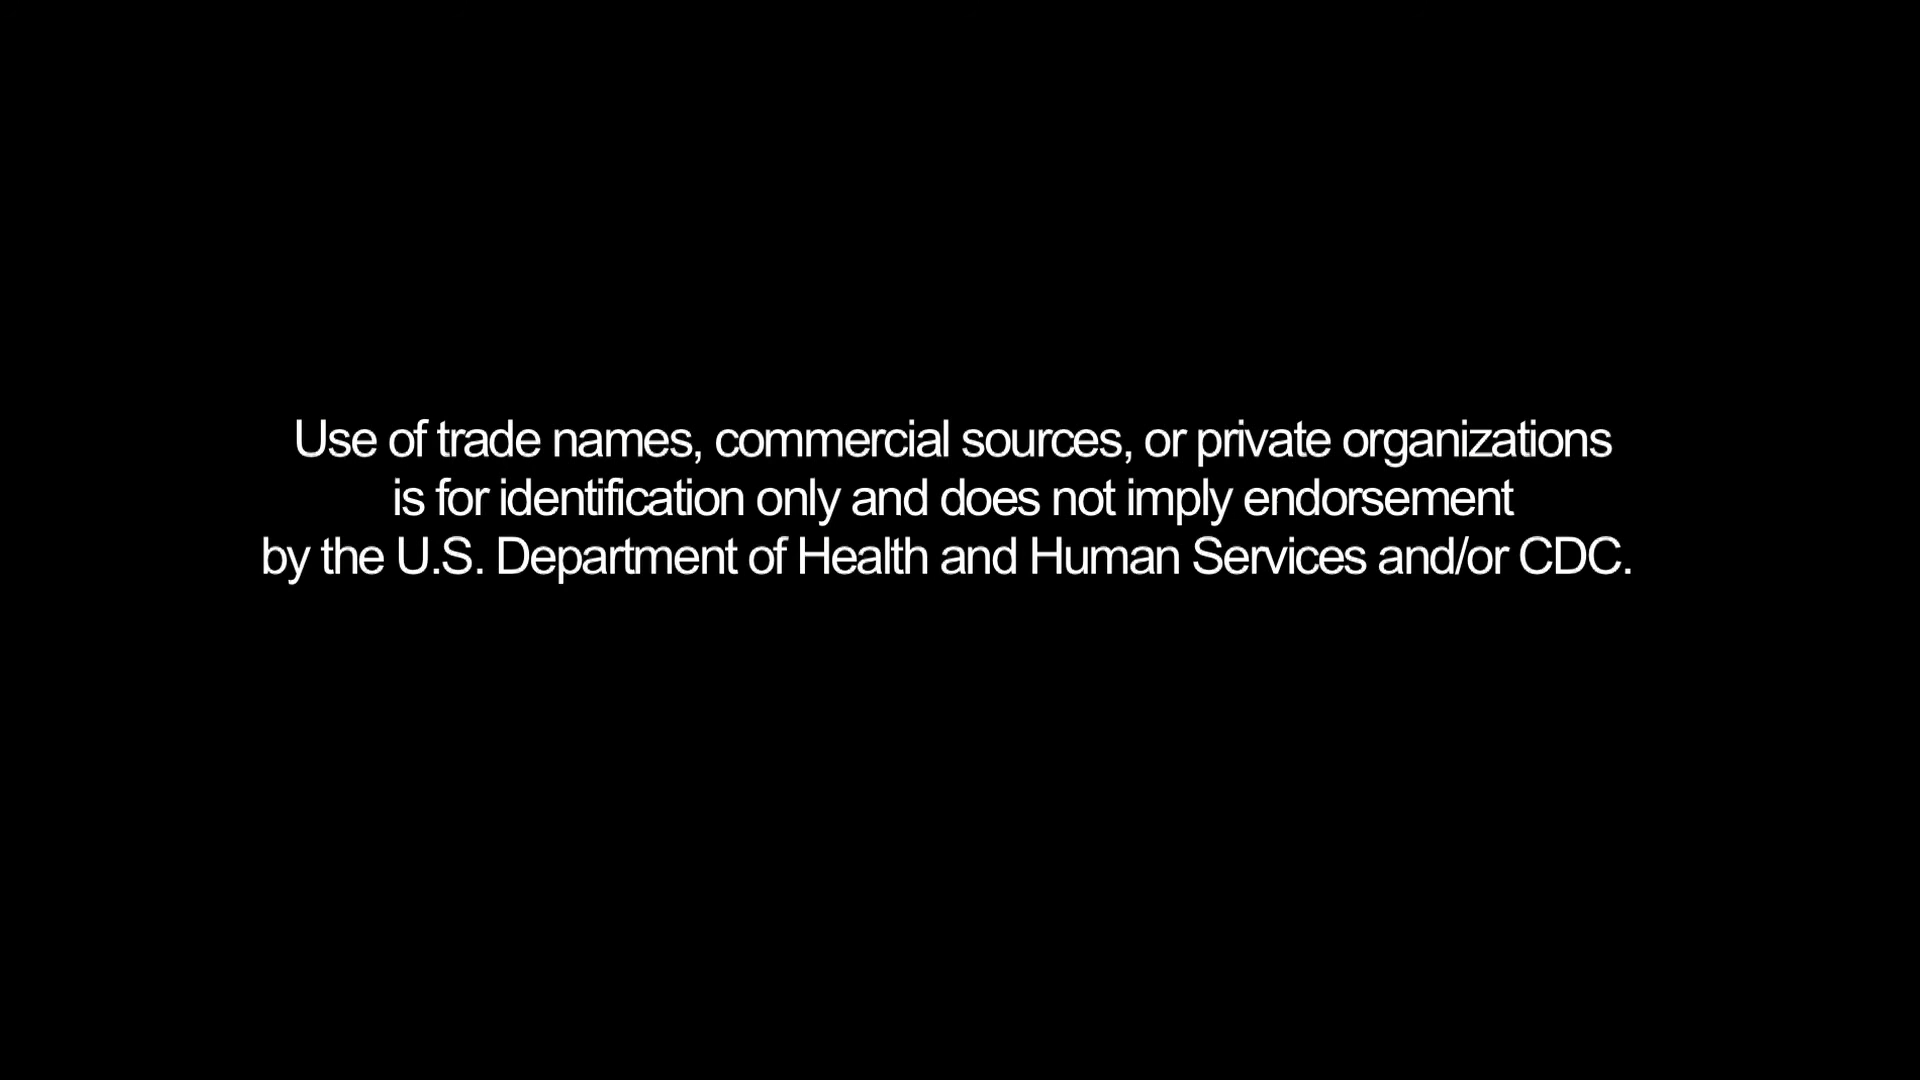 Use of trade names, commercial sources, or private organizations
is for identification only and does not imply endorsement
by the U.S. Department of Health and Human Services and/or CDC.